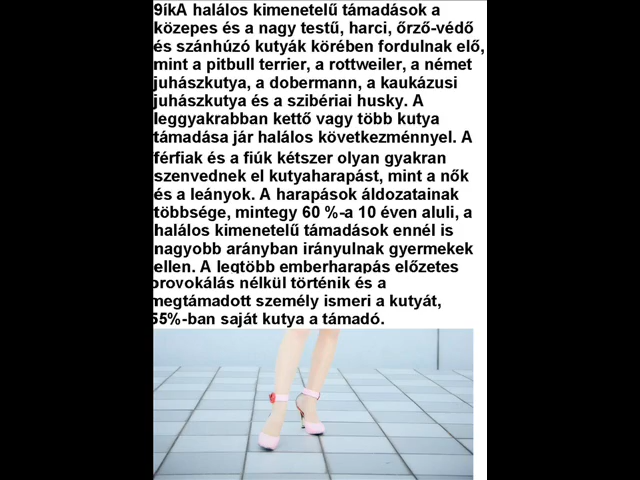 9íkA halálos kimenetelű támadások a
közepes és a nagy testű, harci, őrző-védő
és szánhúzó kutyák körében fordulnak elő,
mint a pitbull terrier, a rottweiler, a német
juhászkutya, a dobermann, a kaukázusi
juhászkutya és a szibériai husky. A
leggyakrabban kettő vagy több kutya
támadása jár halálos következménnyel. A
férfiak és a fiúk kétszer olyan gyakran
szenvednek el kutyaharapást, mint a nők
és a leányok. A harapások áldozatainak
többsége, mintegy 60 %-a 10 éven aluli, a
halálos kimenetelű támadások ennél is
nagyobb arányban irányulnak gyermekek
ellen. A legtöbb emberharapás előzetes
provokálás nélkül történik és a
megtámadott személy ismeri a kutyát,
55%-ban saját kutya a támadó.